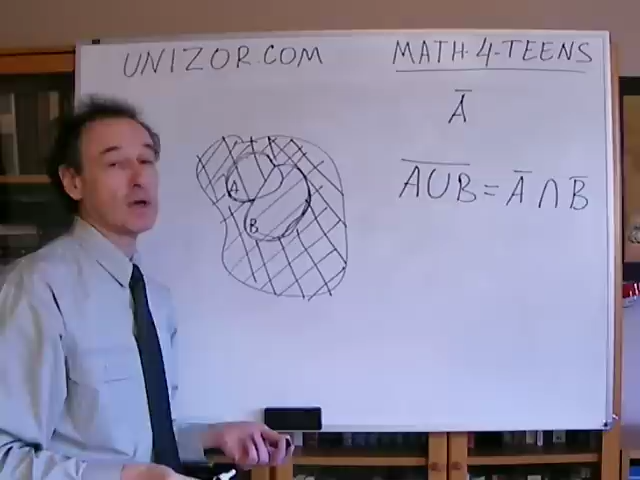 UNIZOR.COM MATH-4-TEENS
A̅
A̅U̅B̅ = A̅ ∩ B̅
A
B